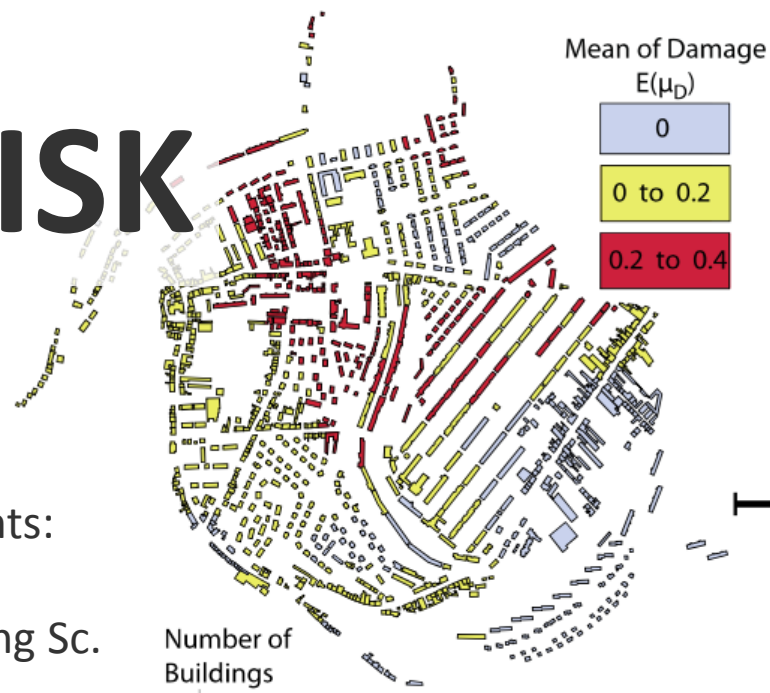 ISK
Mean of Damage
E(μD)
0
0 to 0.2
0.2 to 0.4
nts:
ng Sc.
Number of
Buildings